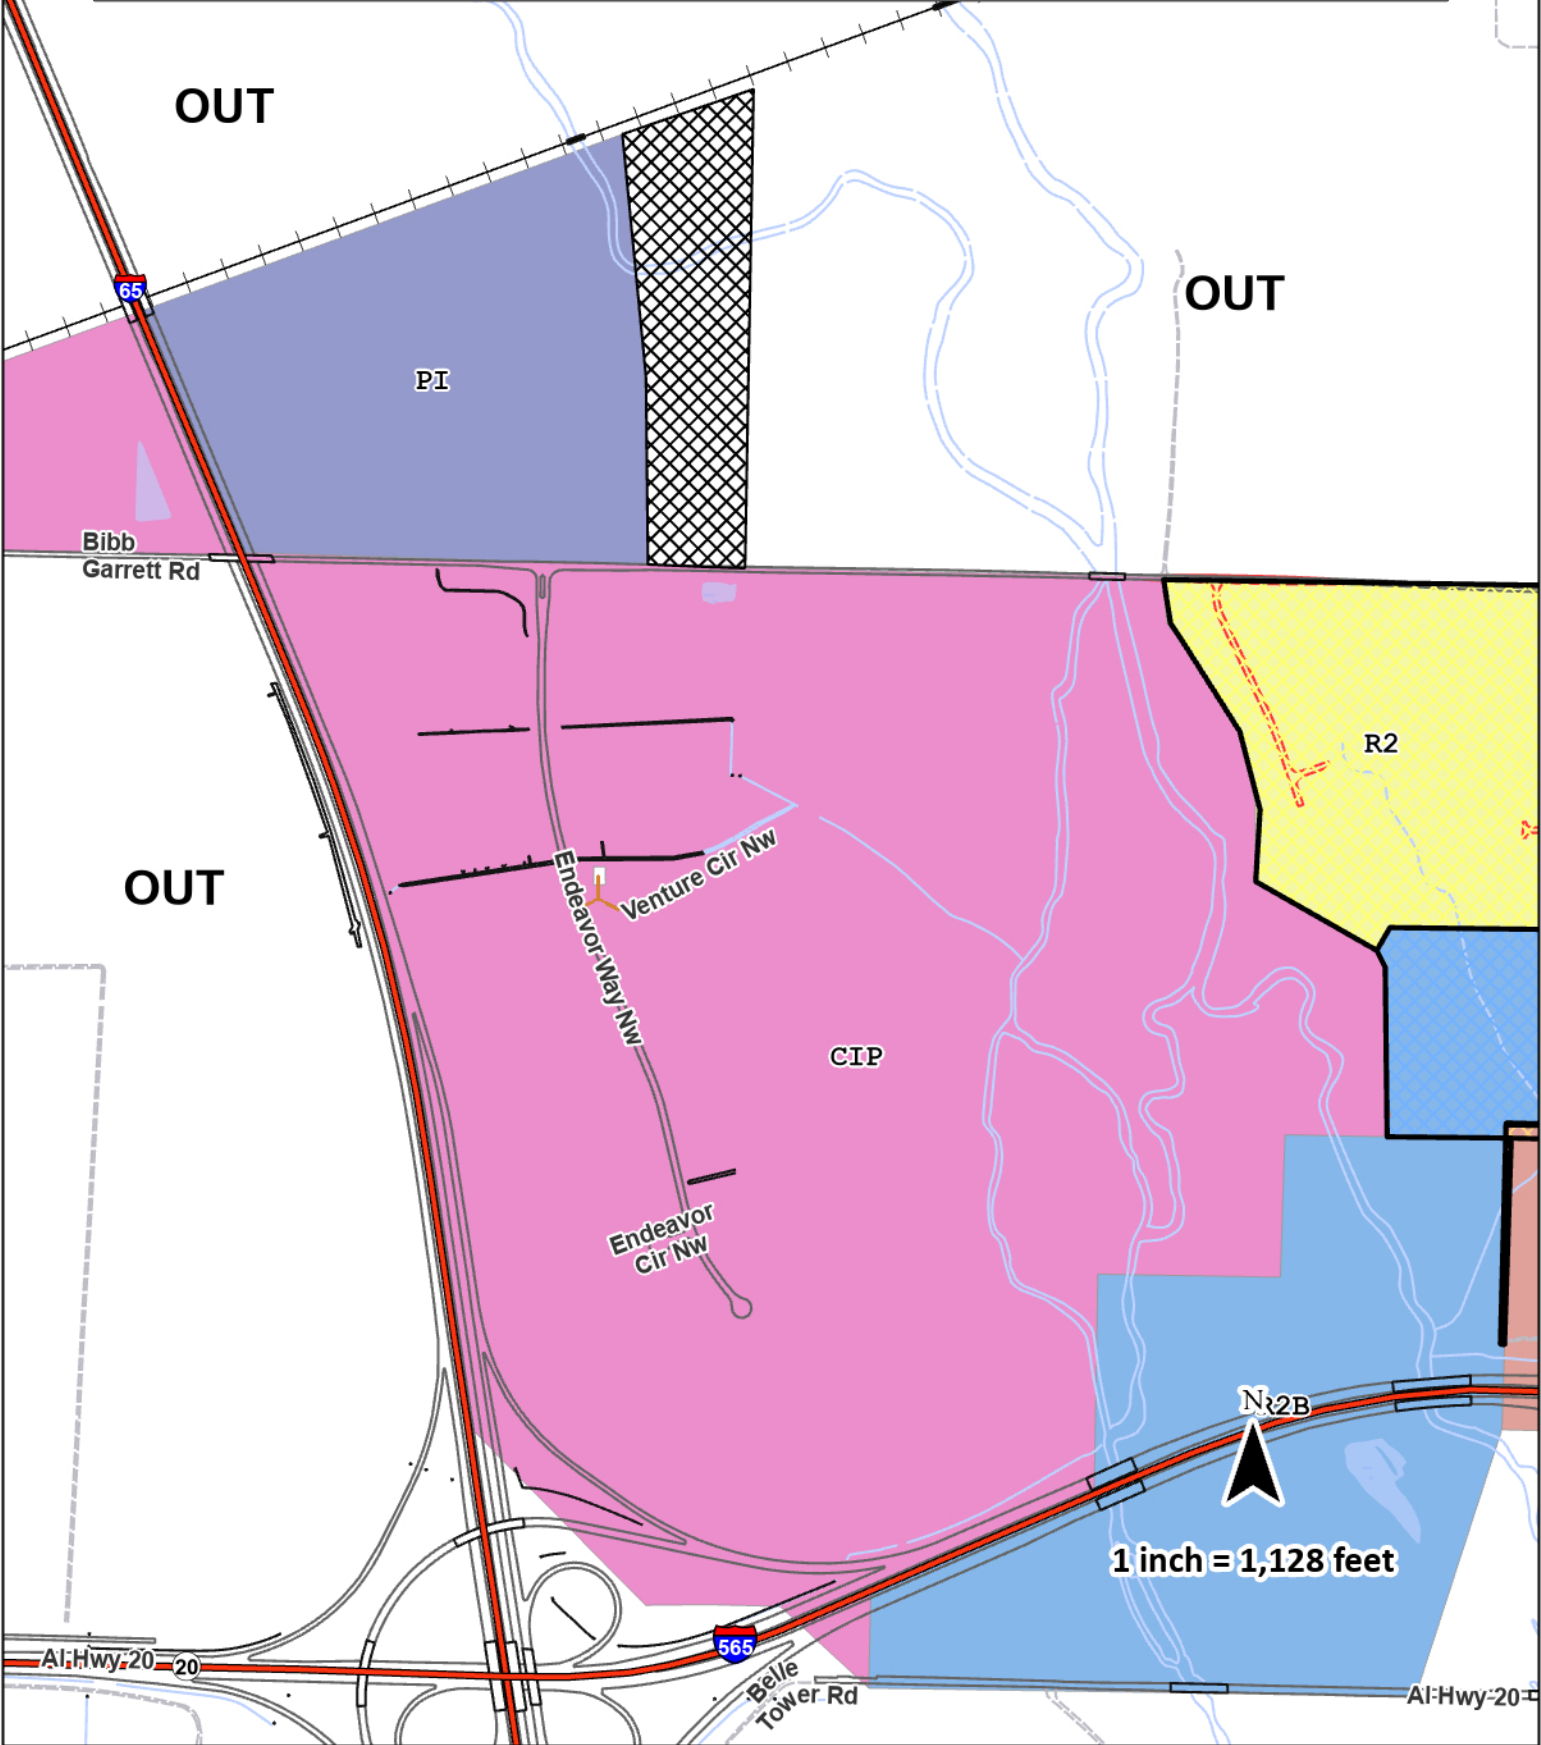 OUT
65
OUT
PI
Bibb
Garrett Rd
R2
Endeavor Way Nw
Venture Cir Nw
OUT
CIP
Endeavor
Cir Nw
N
R2B
1 inch = 1,128 feet
565
Al Hwy 20
20
Belle
Tower Rd
Al-Hwy-20